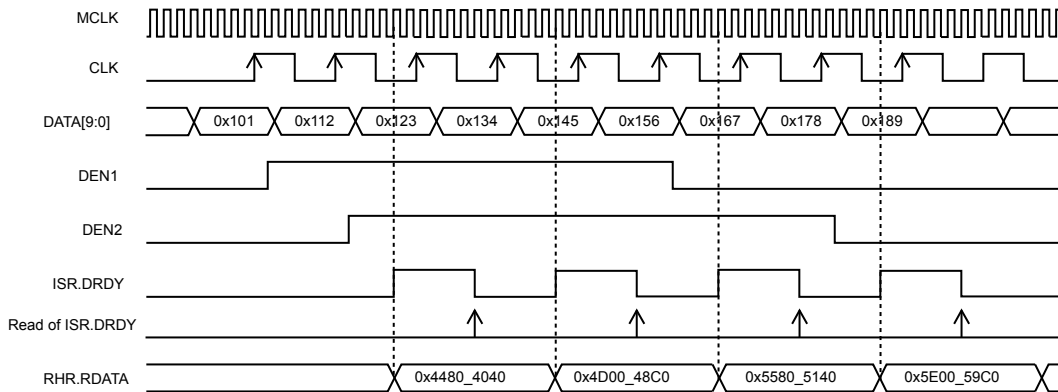 MCLK
CLK
DATA[9:0] 0x101 0x112 0x123 0x134 0x145 0x156 0x167 0x178 0x189
DEN1
DEN2
ISR.DRDY
Read of ISR.DRDY
RHR.RDATA 0x4480_4040 0x4D00_48C0 0x5580_5140 0x5E00_59C0